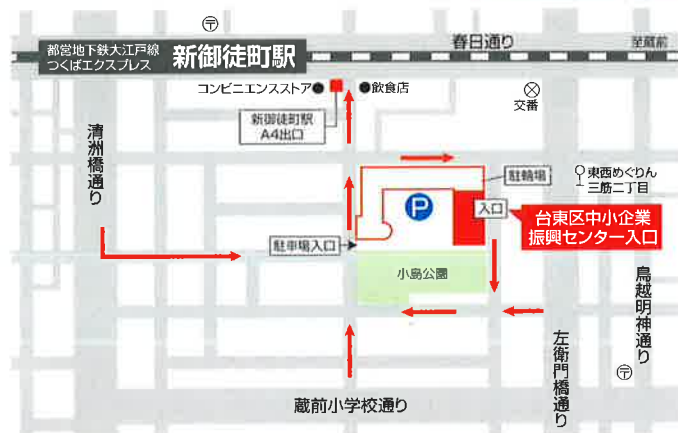 都営地下鉄大江戸線
つくばエクスプレス
新御徒町駅
春日通り
至蔵前
コンビニエンスストア
飲食店
交番
新御徒町駅
A4出口
清洲橋通り
駐輪場
東西めぐりん
三筋二丁目
P
入口
台東区中小企業
振興センター入口
駐車場入口
小島公園
鳥越明神通り
左衛門橋通り
蔵前小学校通り